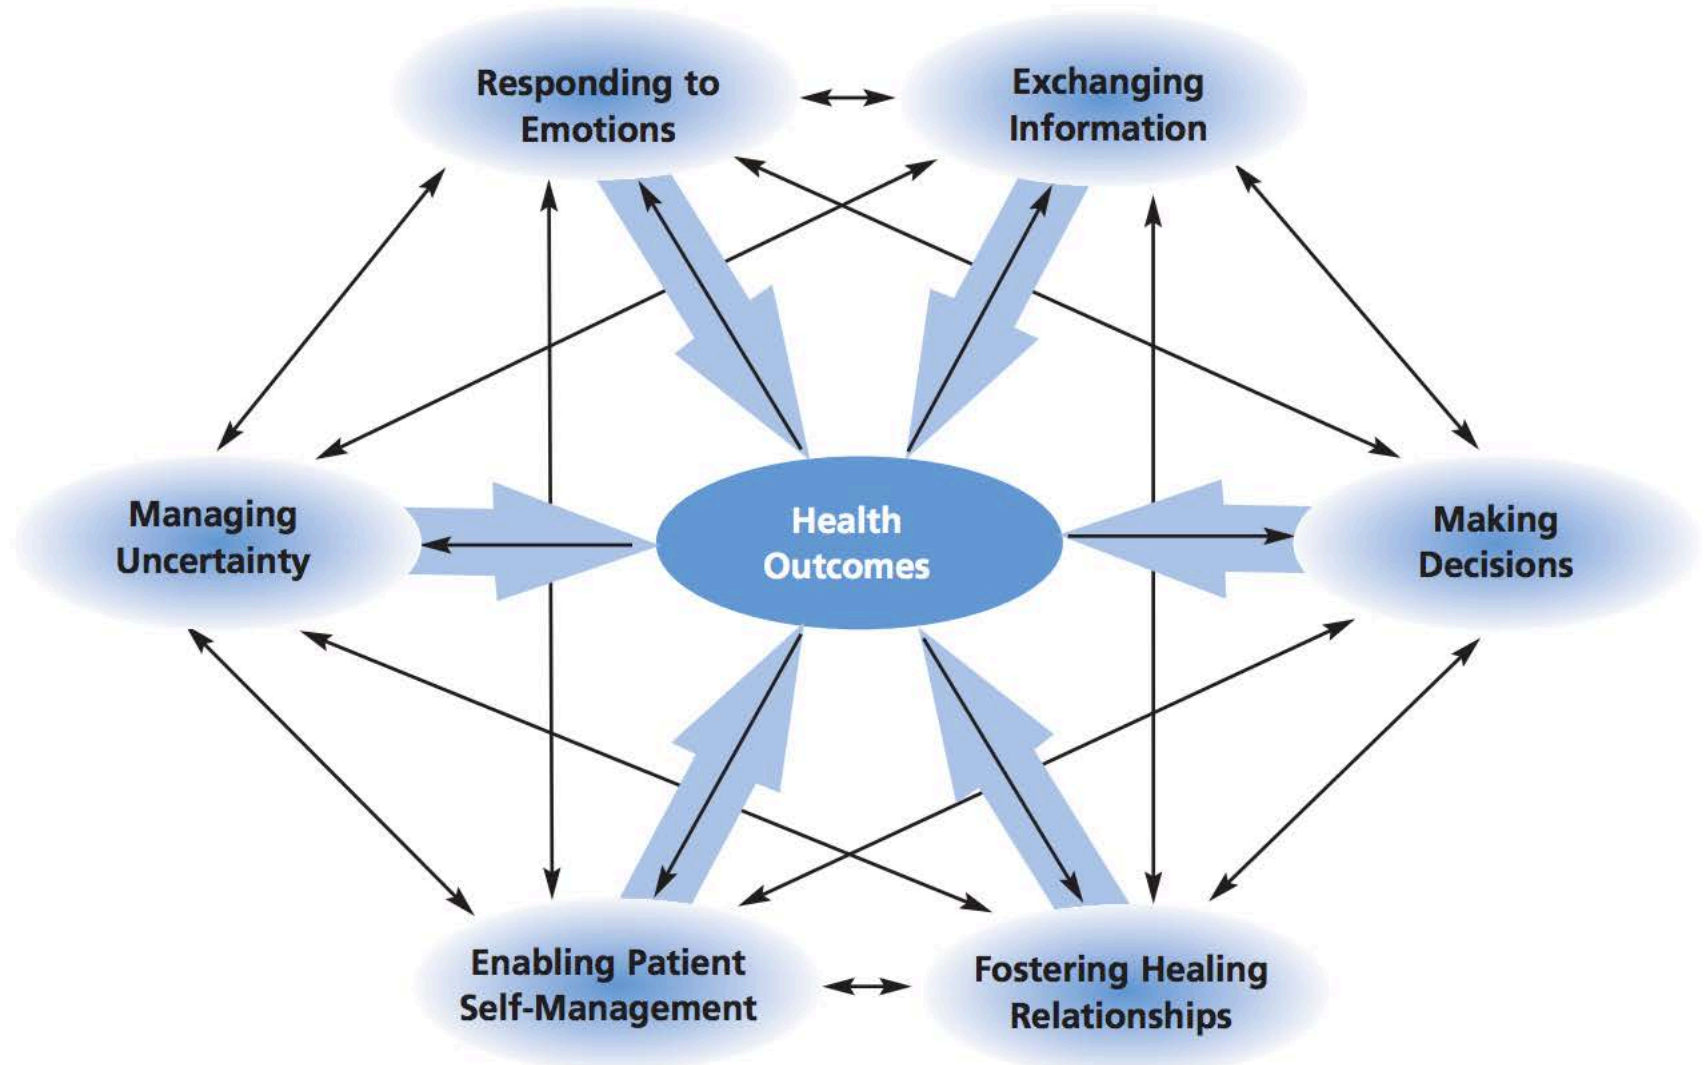 Responding to
Emotions
Exchanging
Information
Managing
Uncertainty
Health
Outcomes
Making
Decisions
Enabling Patient
Self-Management
Fostering Healing
Relationships